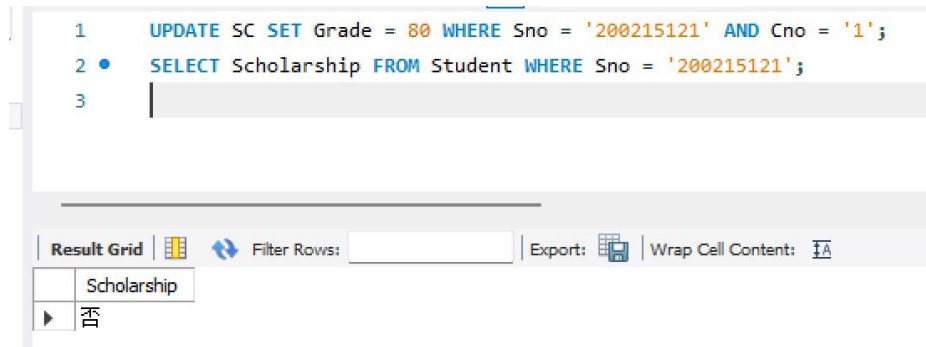 1 UPDATE SC SET Grade = 80 WHERE Sno = '200215121' AND Cno = '1';
2 SELECT Scholarship FROM Student WHERE Sno = '200215121';
3
Result Grid Filter Rows: Export: Wrap Cell Content:
Scholarship
否